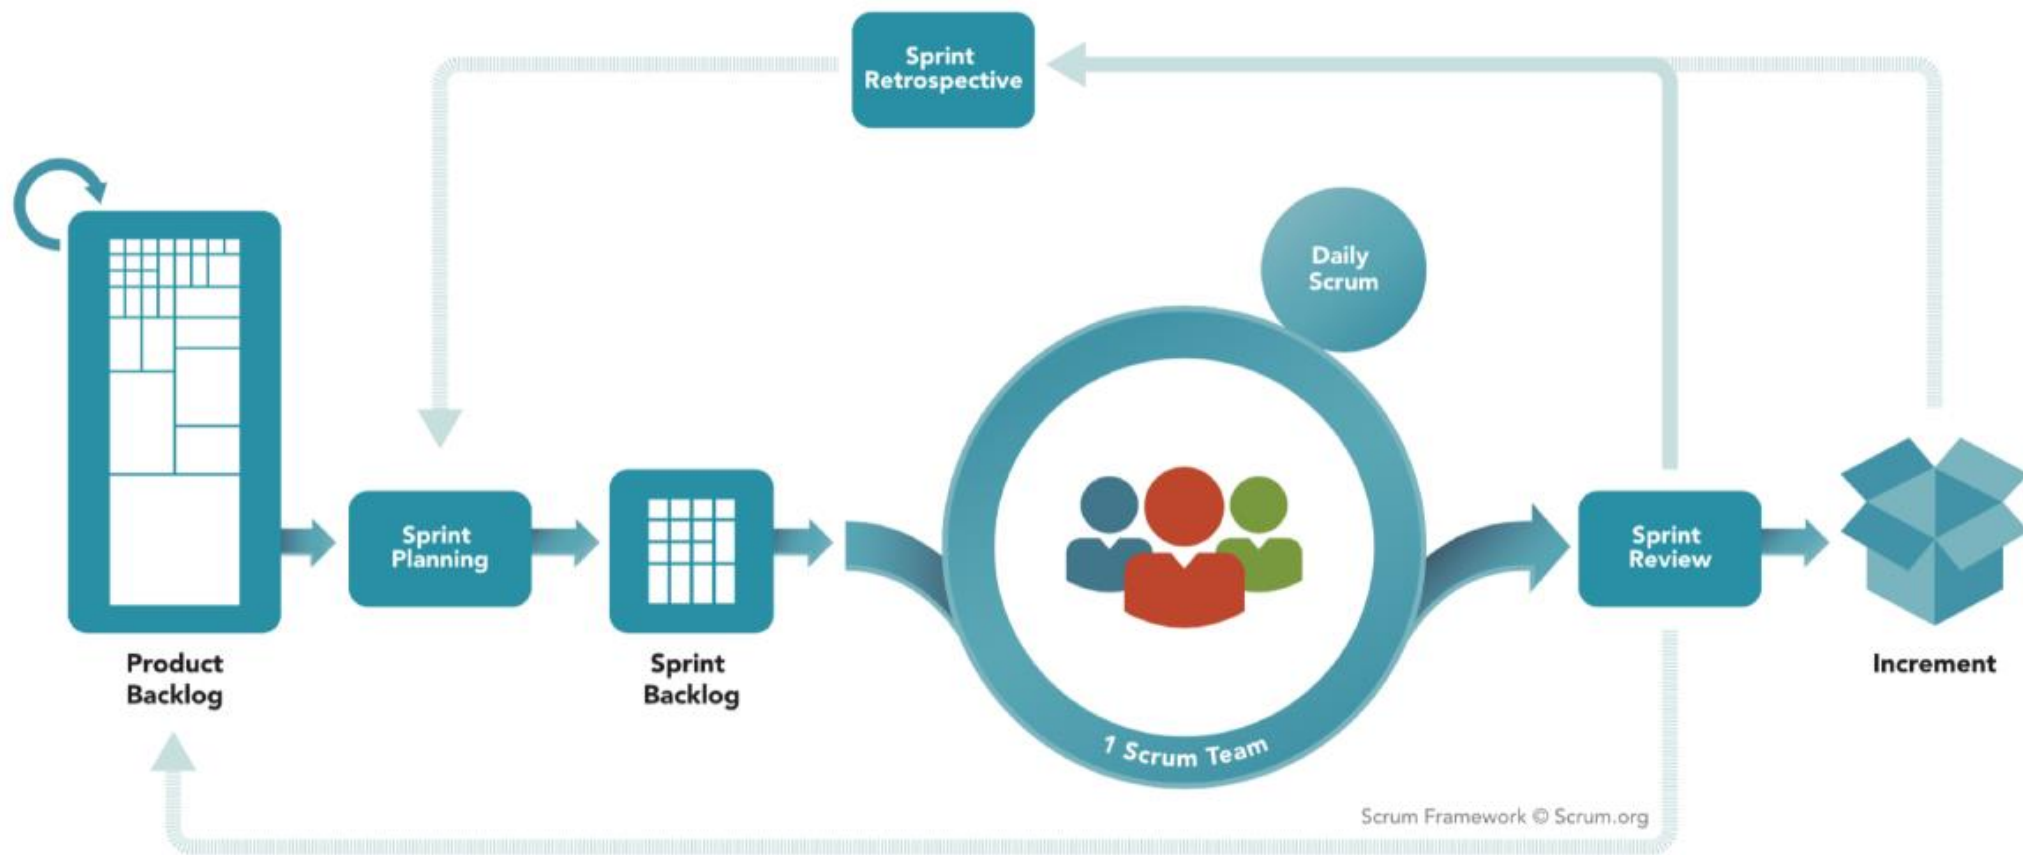 Sprint
Retrospective
Daily
Scrum
Sprint
Planning
Sprint
Review
Product
Backlog
Sprint
Backlog
Increment
1 Scrum Team
Scrum Framework © Scrum.org